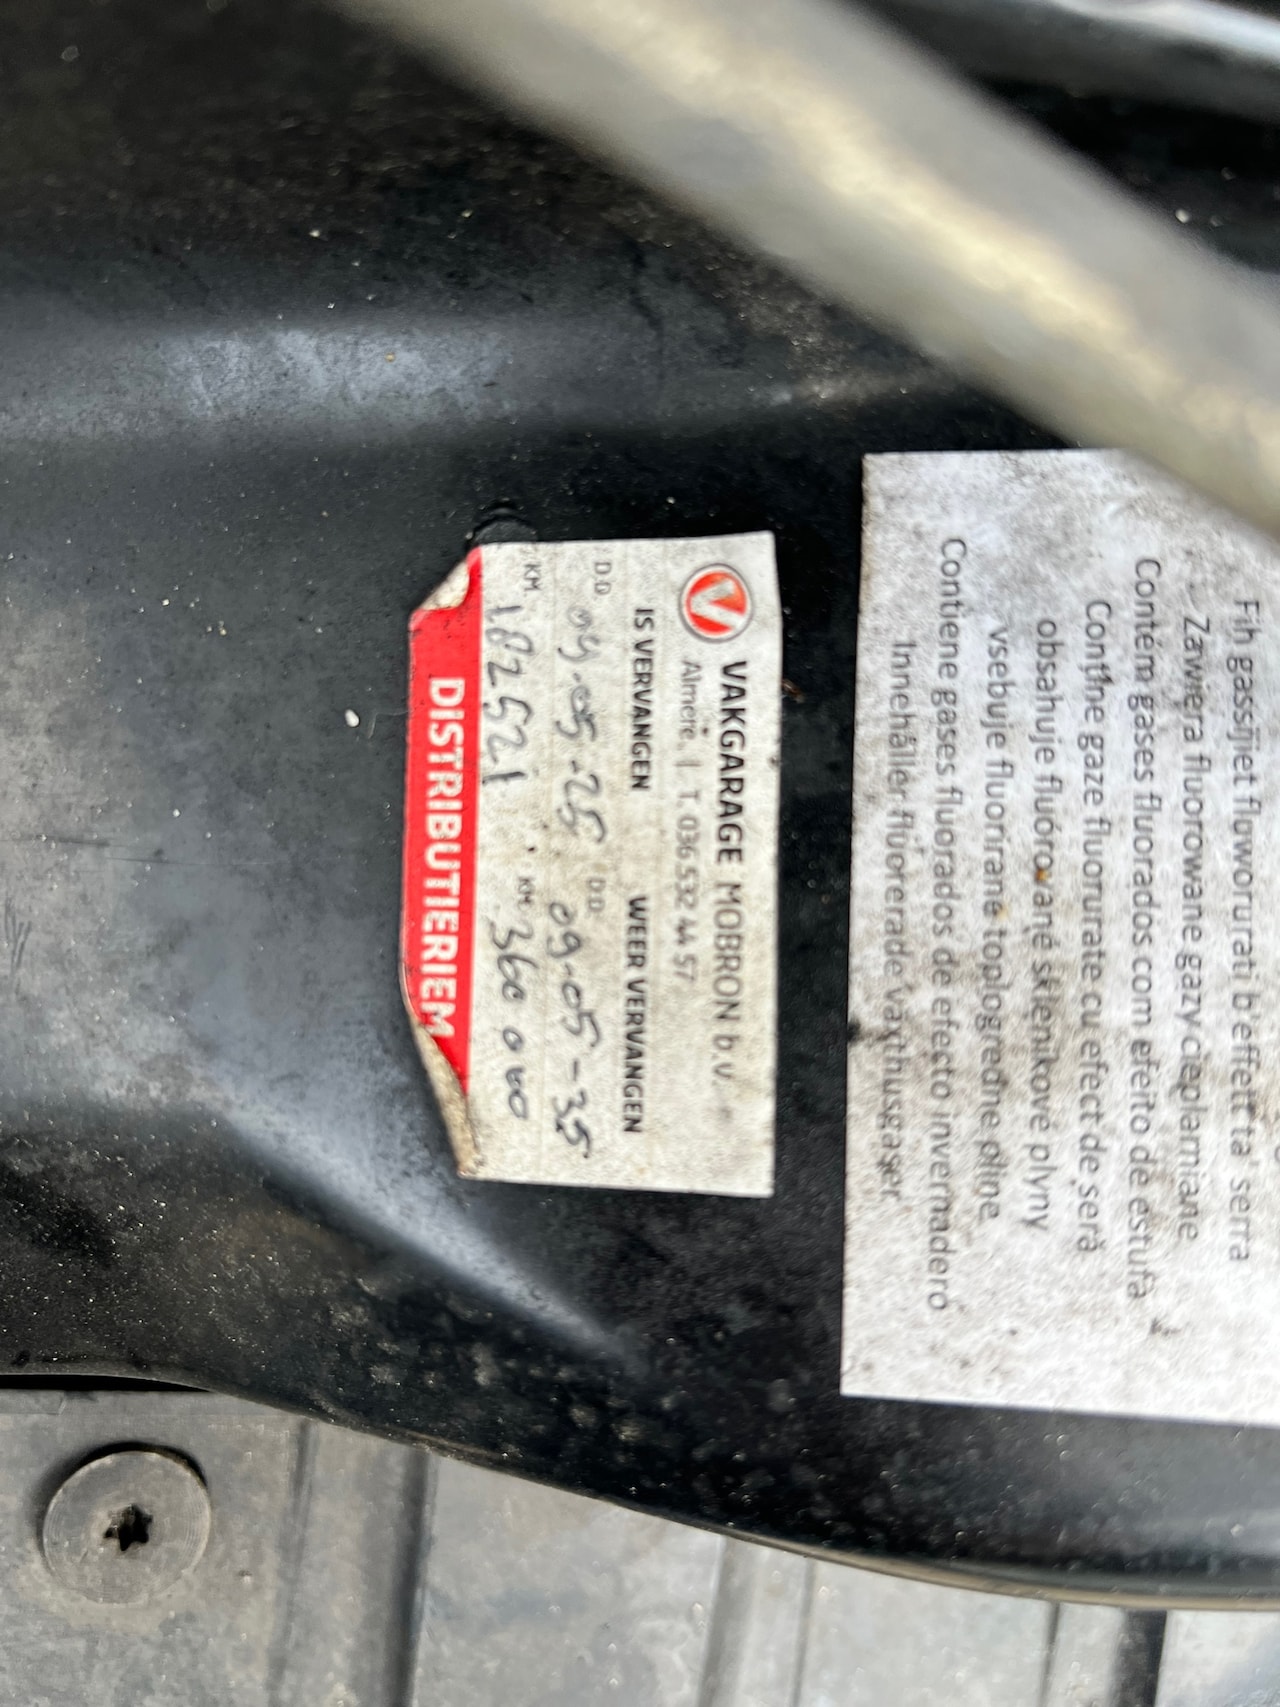 VAKGARAGE MOBRON b.v.
Almere. | T. 036 532 44 57
IS VERVANGEN WEER VERVANGEN
D.D 09-05-25 D.D. 09-05-35
KM. 182521 KM. 360 000
DISTRIBUTIERIEM
Fih gassijiet fluworurati b'effett ta' serra
Zawiera fluorowane gazy cieplarniane
Contém gases fluorados com efeito de estufa
Conține gaze fluorurate cu efect de seră
obsahuje fluórované skleníkové plyny
vsebuje fluorirane toplogredne pline
Contiene gases fluorados de efecto invernadero
Innehåller fluorerade växthusgaser